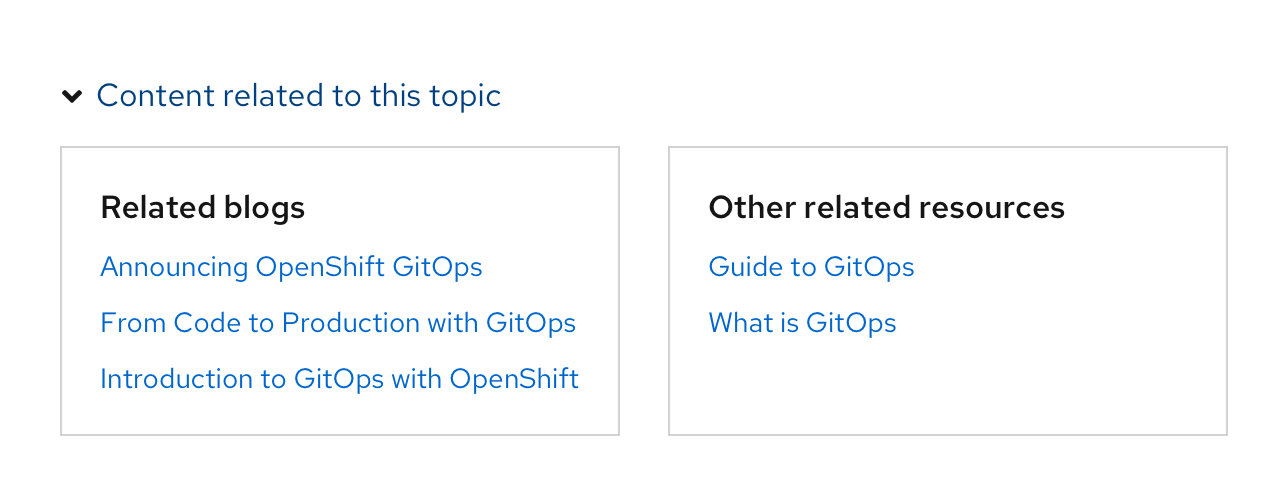 Content related to this topic
Related blogs
Announcing OpenShift GitOps
From Code to Production with GitOps
Introduction to GitOps with OpenShift
Other related resources
Guide to GitOps
What is GitOps